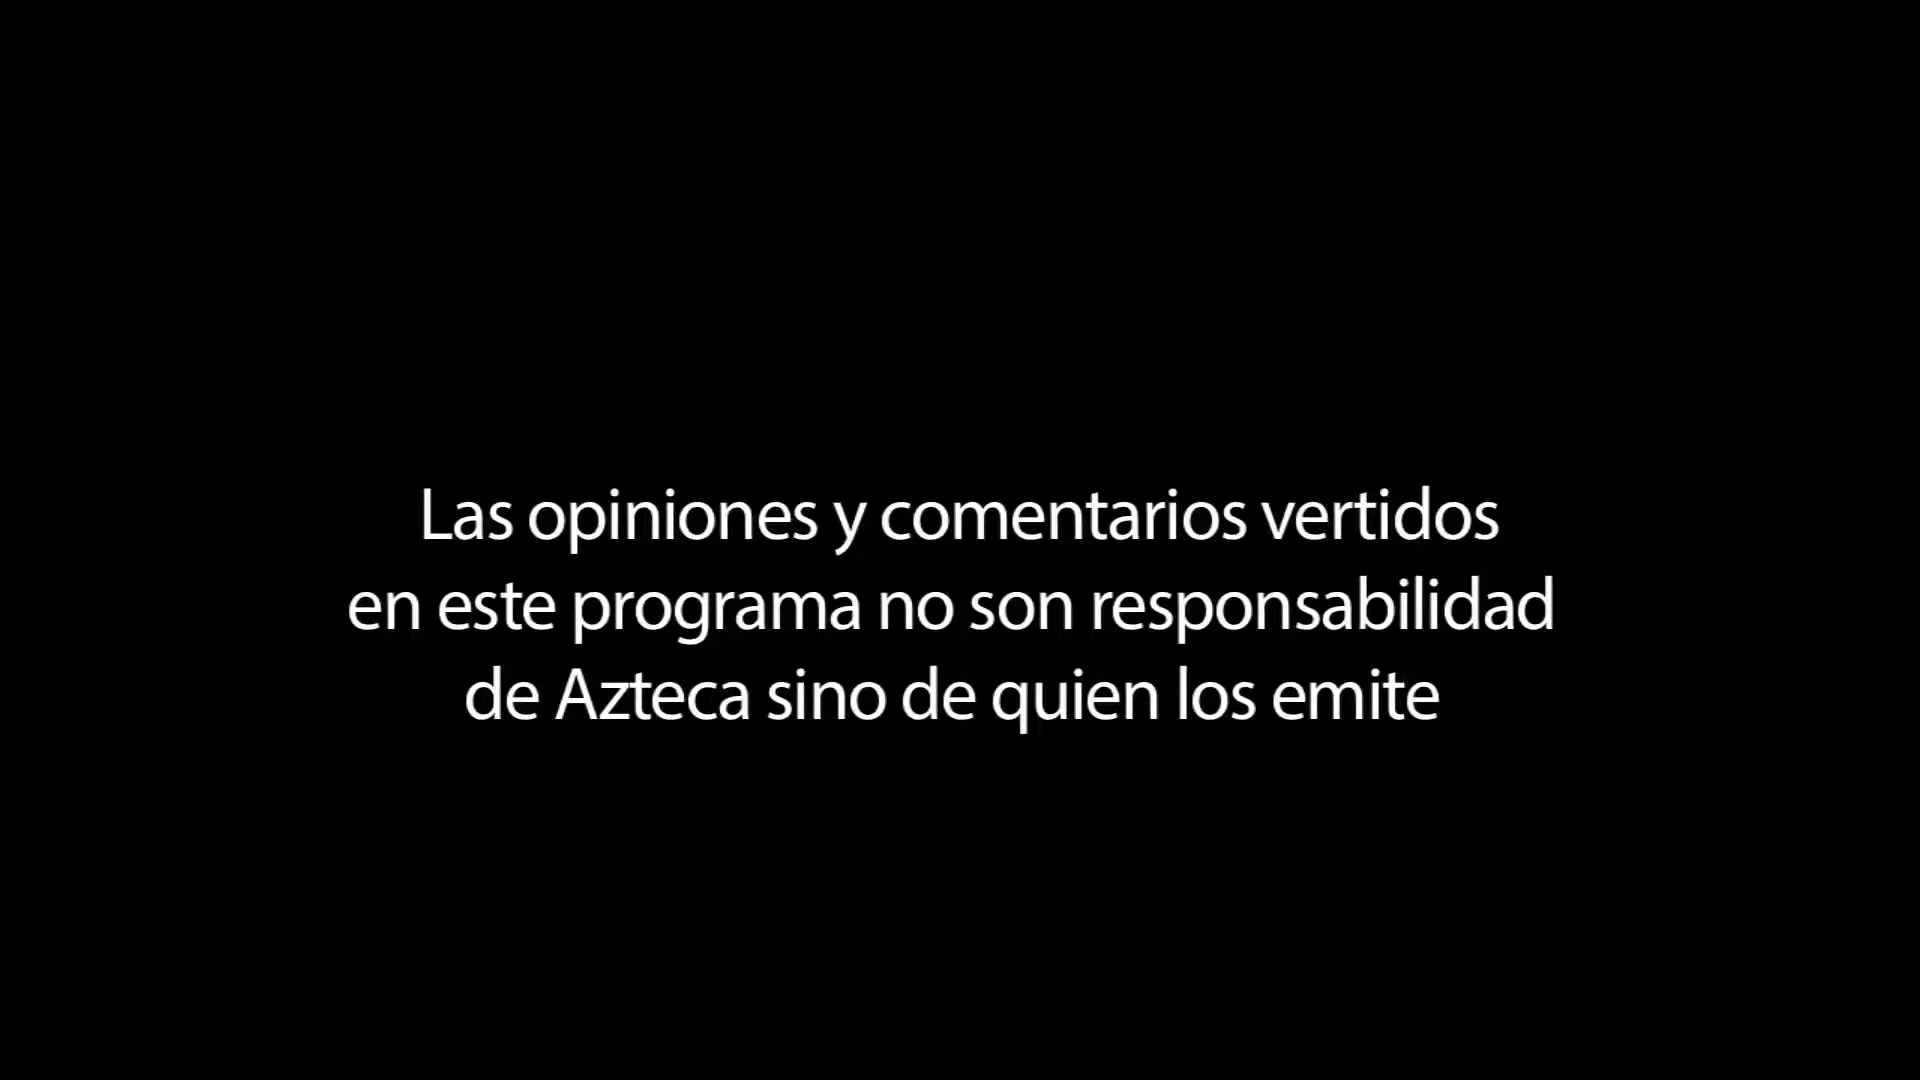 Las opiniones y comentarios vertidos
en este programa no son responsabilidad
de Azteca sino de quien los emite